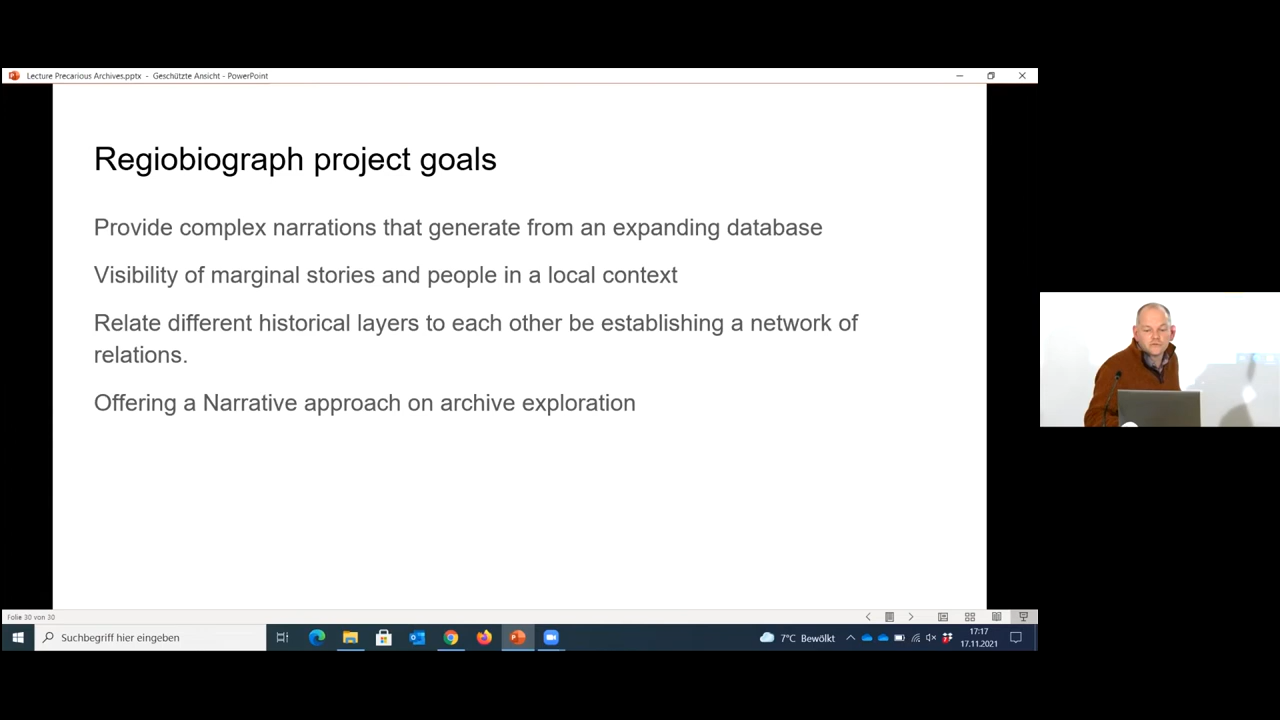 Lecture Precarious Archives.pptx - Geschützte Ansicht - PowerPoint
Regiobiograph project goals
Provide complex narrations that generate from an expanding database
Visibility of marginal stories and people in a local context
Relate different historical layers to each other be establishing a network of
relations.
Offering a Narrative approach on archive exploration
Folie 30 von 30
Suchbegriff hier eingeben
7°C Bewölkt
17:17
17.11.2021